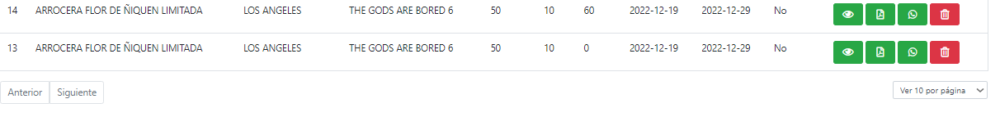 14 ARROCERA FLOR DE ÑIQUEN LIMITADA LOS ANGELES THE GODS ARE BORED 6 50 10 60 2022-12-19 2022-12-29 No
13 ARROCERA FLOR DE ÑIQUEN LIMITADA LOS ANGELES THE GODS ARE BORED 6 50 10 0 2022-12-19 2022-12-29 No
Anterior Siguiente Ver 10 por página